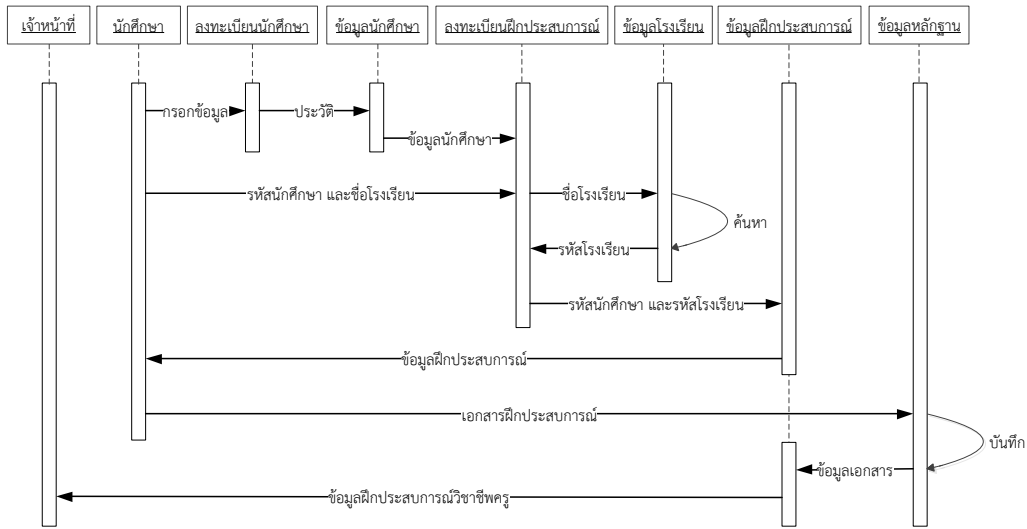 เจ้าหน้าที่
นักศึกษา
ลงทะเบียนนักศึกษา
ข้อมูลนักศึกษา
ลงทะเบียนฝึกประสบการณ์
ข้อมูลโรงเรียน
ข้อมูลฝึกประสบการณ์
ข้อมูลหลักฐาน
กรอกข้อมูล
ประวัติ
ข้อมูลนักศึกษา
รหัสนักศึกษา และชื่อโรงเรียน
ชื่อโรงเรียน
ค้นหา
รหัสโรงเรียน
รหัสนักศึกษา และรหัสโรงเรียน
ข้อมูลฝึกประสบการณ์
เอกสารฝึกประสบการณ์
บันทึก
ข้อมูลเอกสาร
ข้อมูลฝึกประสบการณ์วิชาชีพครู